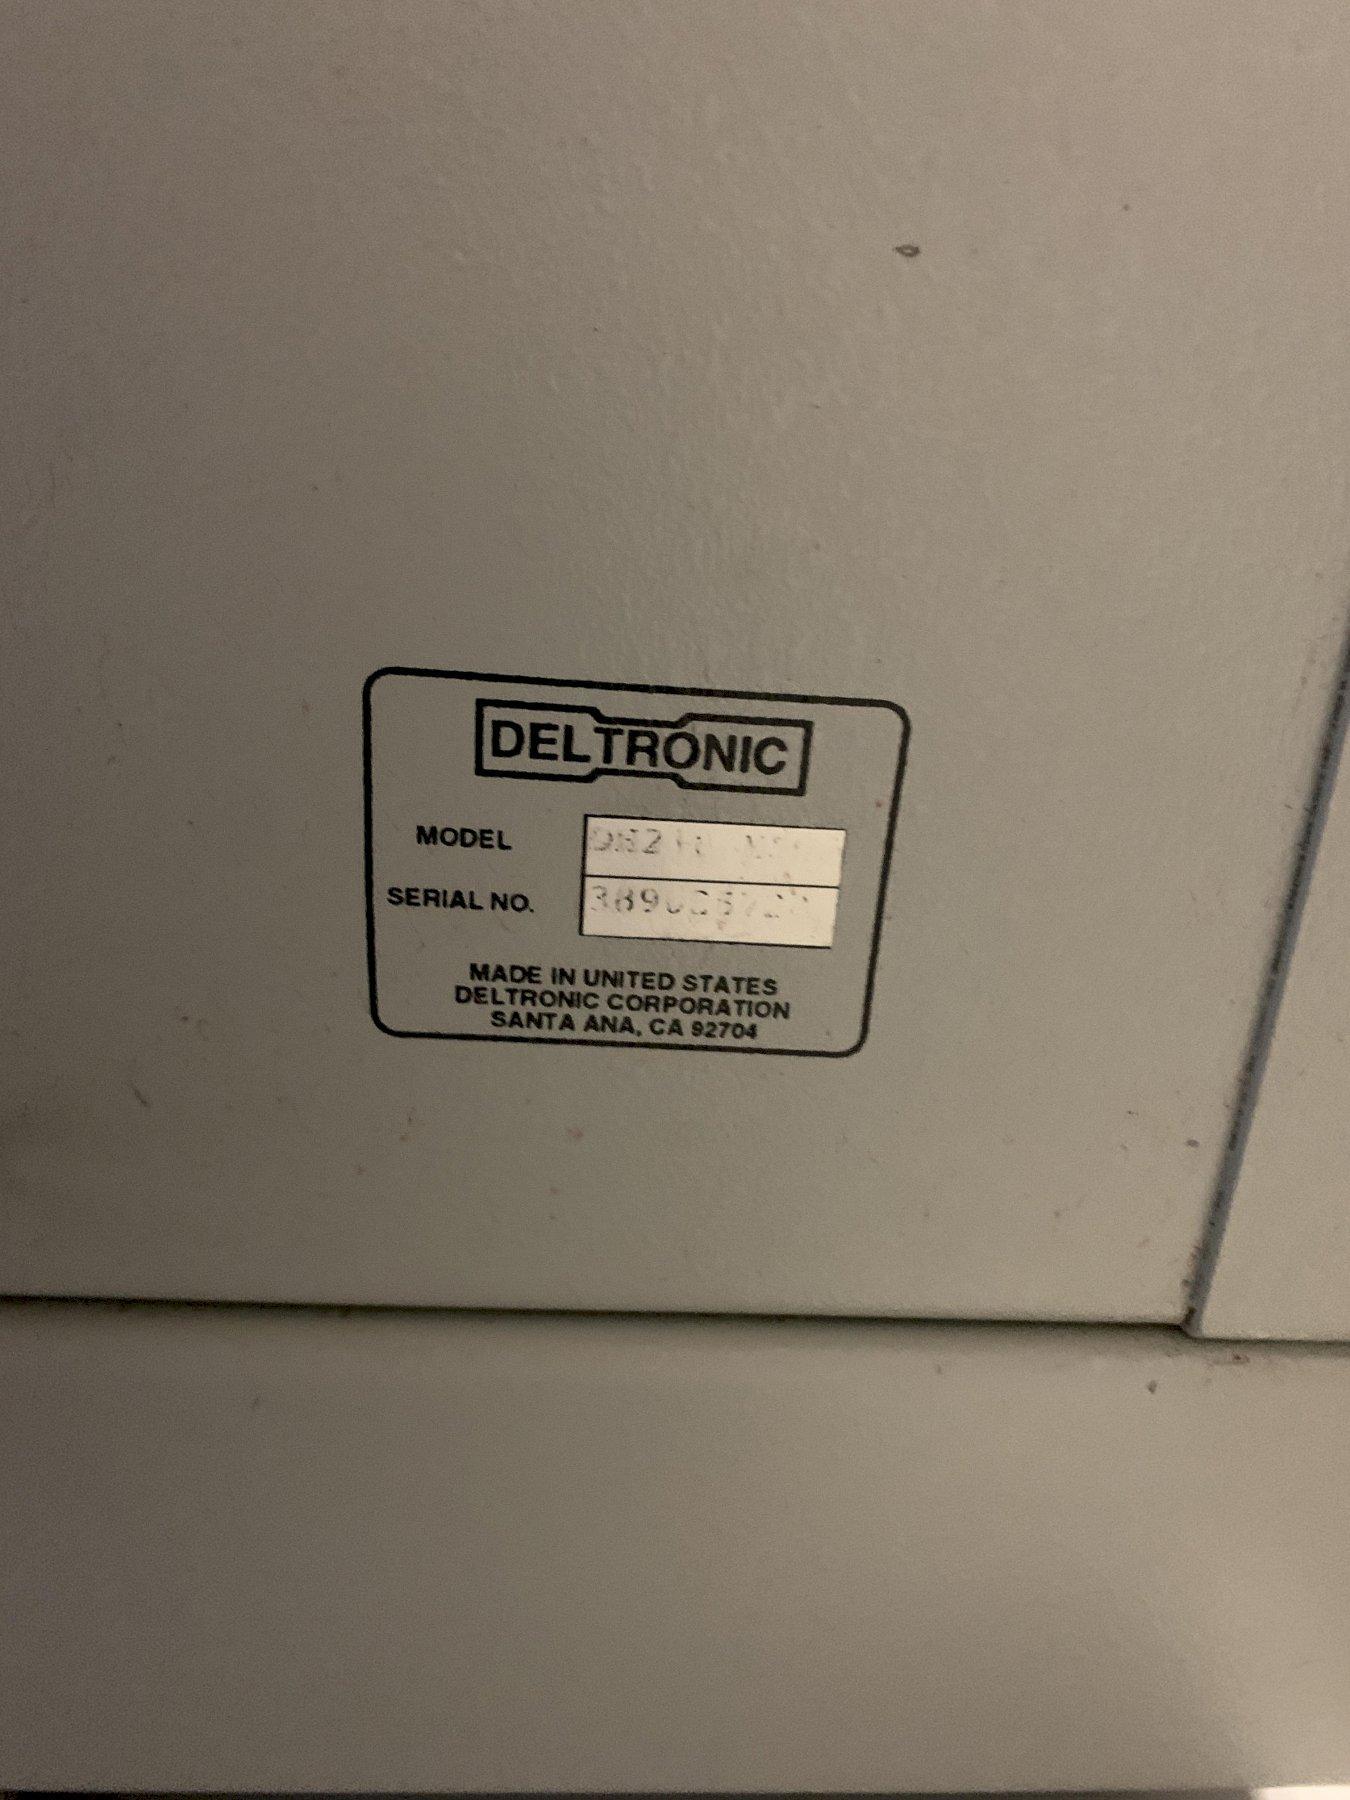 DELTRONIC
MODEL
SERIAL NO.
MADE IN UNITED STATES
DELTRONIC CORPORATION
SANTA ANA, CA 92704